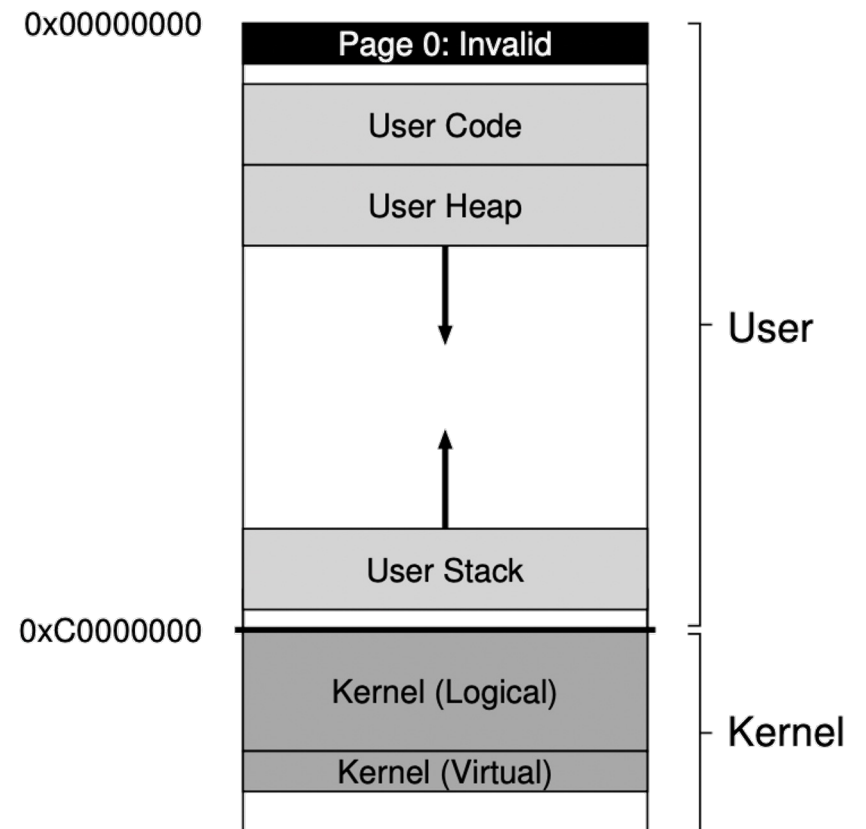 0x00000000
Page 0: Invalid
User Code
User Heap
User
User Stack
0xC0000000
Kernel (Logical)
Kernel
Kernel (Virtual)